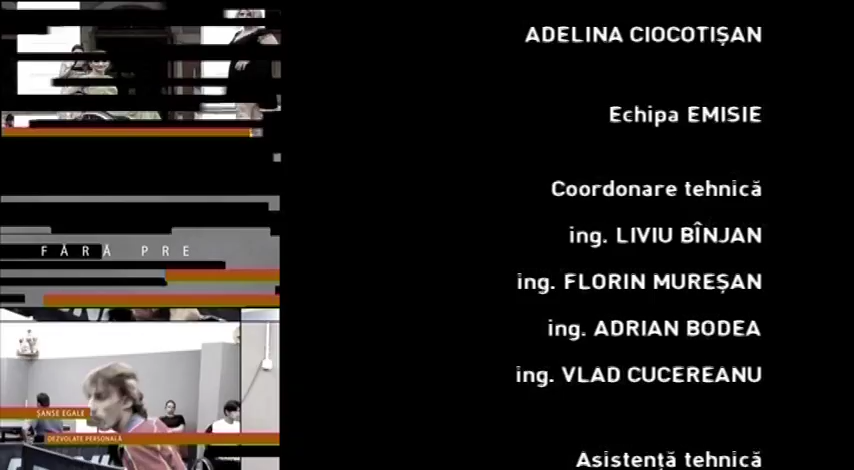 ADELINA CIOCOTIȘAN
Echipa EMISIE
Coordonare tehnică
ing. LIVIU BÎNJAN
FĂRĂ PRE
ing. FLORIN MUREȘAN
ing. ADRIAN BODEA
ing. VLAD CUCEREANU
ȘANSE EGALE
DEZVOLATE PERSONALĂ
Asistență tehnică